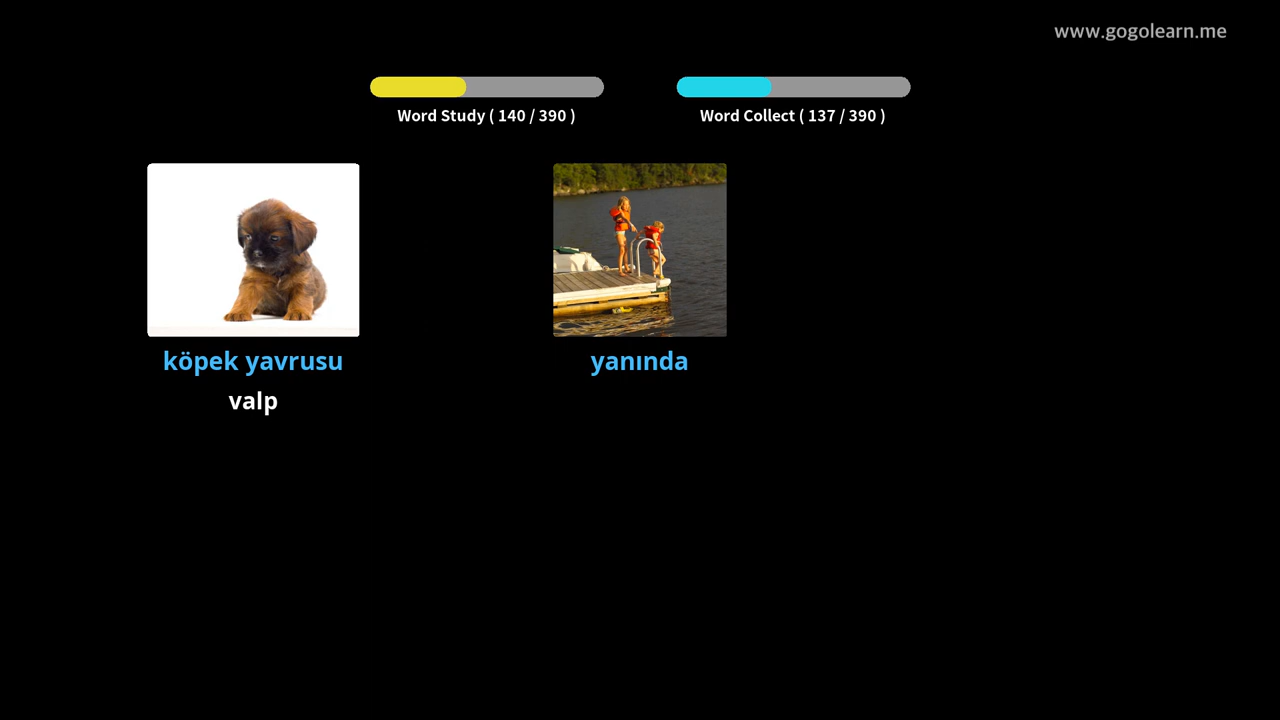 www.gogolearn.me
Word Study ( 140 / 390 )
Word Collect ( 137 / 390 )
köpek yavrusu
valp
yanında